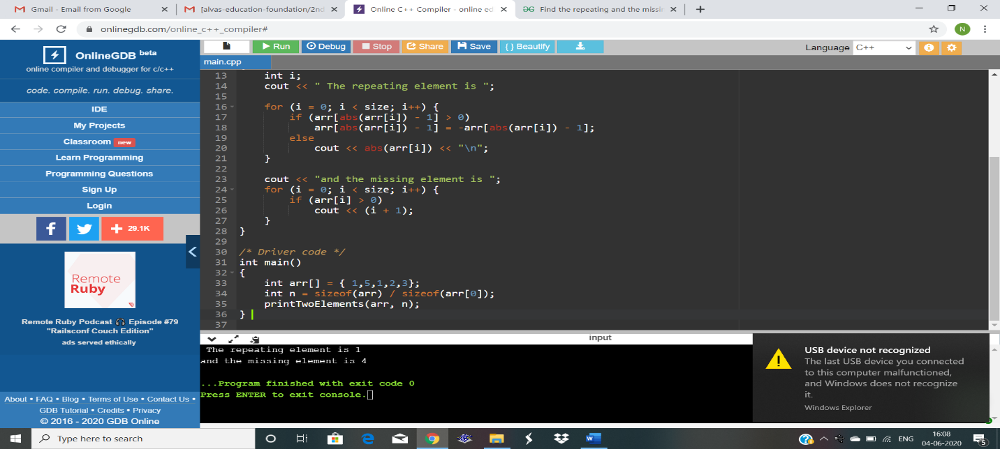 Gmail - Email from Google
[alvas-education-foundation/2nd
Online C++ Compiler - online ed
Find the repeating and the missin
onlinegdb.com/online_c++_compiler#
N
OnlineGDB beta
online compiler and debugger for c/c++
code. compile. run. debug. share.
IDE
My Projects
Classroom new
Learn Programming
Programming Questions
Sign Up
Login
f
+ 29.1K
Remote
Ruby
Remote Ruby Podcast 🎧 Episode #79
"Railsconf Couch Edition"
ads served ethically
About • FAQ • Blog • Terms of Use • Contact Us •
GDB Tutorial • Credits • Privacy
© 2016 - 2020 GDB Online
Run Debug Stop Share Save { } Beautify
Language C++
main.cpp
13 int i;
14 cout << " The repeating element is ";
15
16 for (i = 0; i < size; i++) {
17 if (arr[abs(arr[i]) - 1] > 0)
18 arr[abs(arr[i]) - 1] = -arr[abs(arr[i]) - 1];
19 else
20 cout << abs(arr[i]) << "\n";
21 }
22
23 cout << "and the missing element is ";
24 for (i = 0; i < size; i++) {
25 if (arr[i] > 0)
26 cout << (i + 1);
27 }
28 }
29
30 /* Driver code */
31 int main()
32 {
33 int arr[] = { 1,5,1,2,3};
34 int n = sizeof(arr) / sizeof(arr[0]);
35 printTwoElements(arr, n);
36 }
37
input
The repeating element is 1
and the missing element is 4
...Program finished with exit code 0
Press ENTER to exit console.
USB device not recognized
The last USB device you connected
to this computer malfunctioned,
and Windows does not recognize
it.
Windows Explorer
Type here to search
ENG
16:08
04-06-2020
5